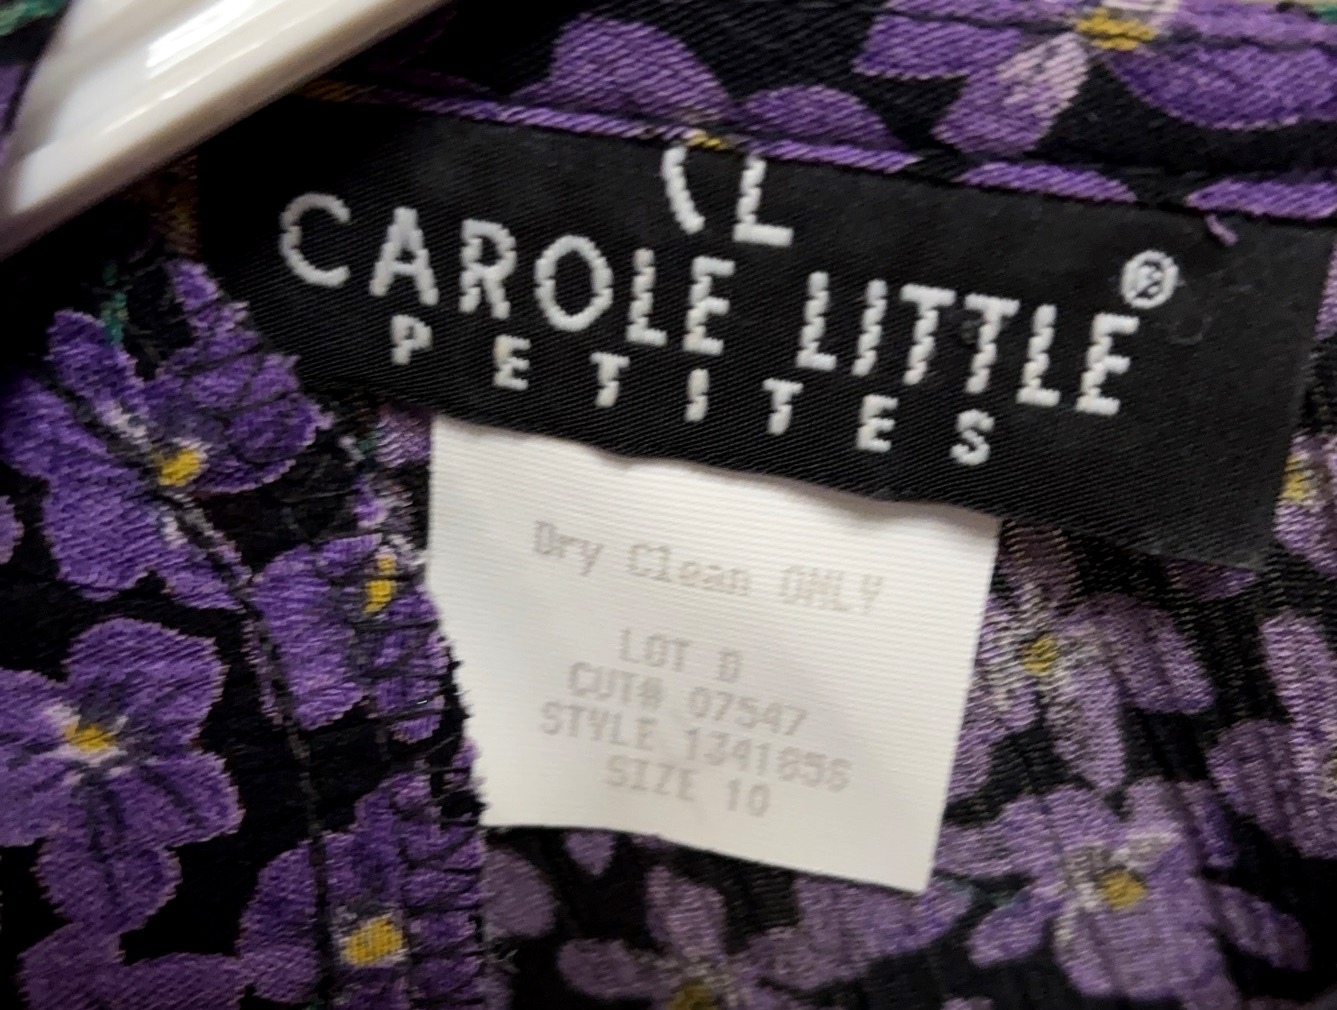 CL
CAROLE LITTLE®
PETITES
Dry Clean ONLY
LOT D
CUT# 07547
STYLE 1341856
SIZE 10